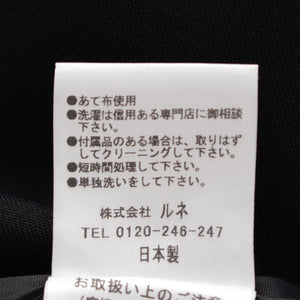 ●あて布使用
●洗濯は信用ある専門店に御相談
下さい。
●付属品のある場合は、取りはず
してクリーニングして下さい。
●短時間処理して下さい。
●単独洗いをして下さい。
株式会社 ルネ
TEL 0120-246-247
日本製
お取扱い上のご注意